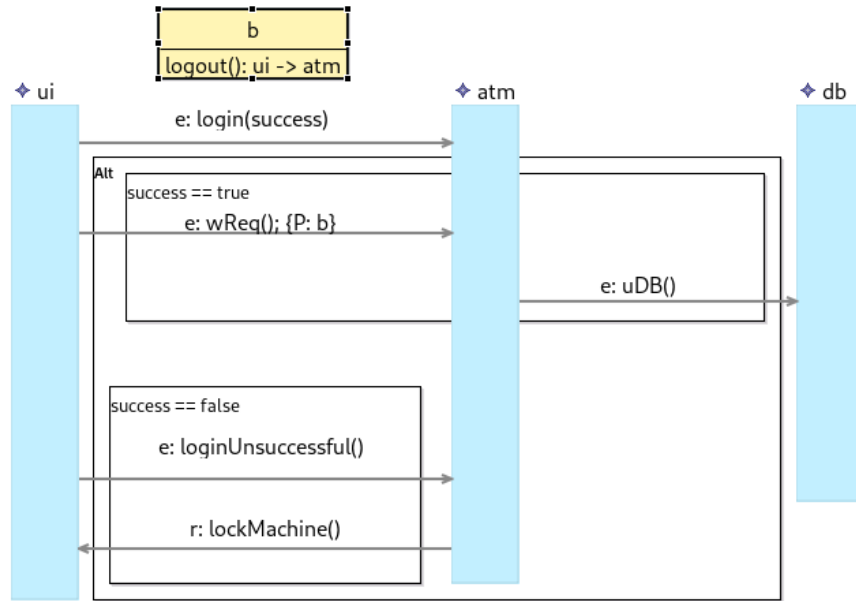 b
logout(): ui -> atm
ui
atm
db
e: login(success)
Alt
success == true
e: wReq(); {P: b}
e: uDB()
success == false
e: loginUnsuccessful()
r: lockMachine()